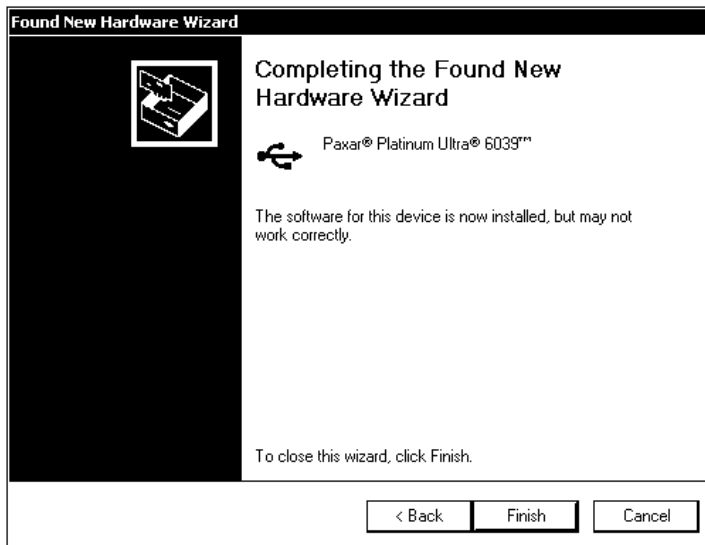 Found New Hardware Wizard
Completing the Found New
Hardware Wizard
Paxar® Platinum Ultra® 6039™
The software for this device is now installed, but may not
work correctly.
To close this wizard, click Finish.
< Back
Finish
Cancel